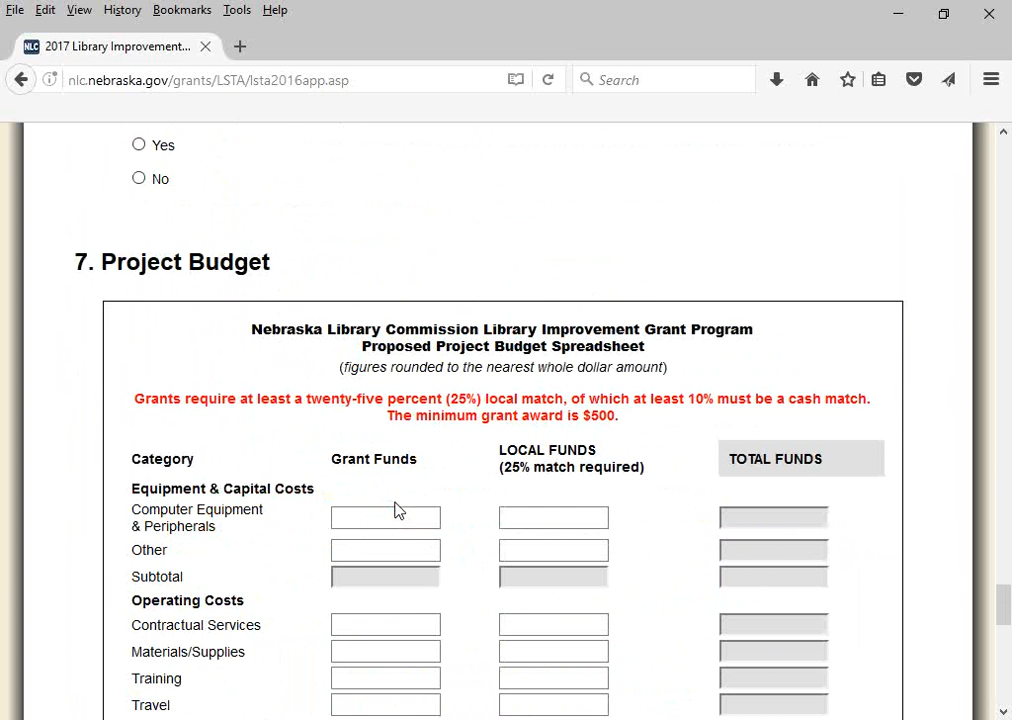 File Edit View History Bookmarks Tools Help
NLC 2017 Library Improvement...
nlc.nebraska.gov/grants/LSTA/lsta2016app.asp
Search
Yes
No
7. Project Budget
Nebraska Library Commission Library Improvement Grant Program
Proposed Project Budget Spreadsheet
(figures rounded to the nearest whole dollar amount)
Grants require at least a twenty-five percent (25%) local match, of which at least 10% must be a cash match.
The minimum grant award is $500.
Category Grant Funds LOCAL FUNDS (25% match required) TOTAL FUNDS
Equipment & Capital Costs
Computer Equipment
& Peripherals
Other
Subtotal
Operating Costs
Contractual Services
Materials/Supplies
Training
Travel